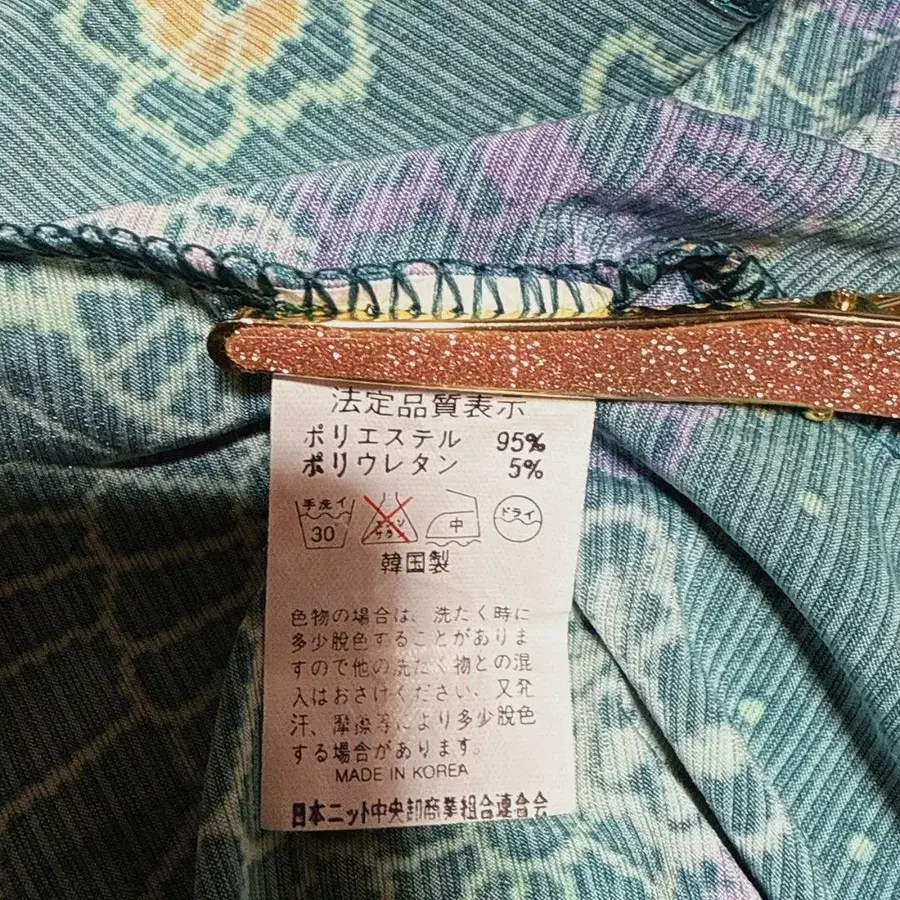 法定品質表示
ポリエステル 95%
ポリウレタン 5%
手洗イ 30 エンソサラシ 中 ドライ
韓国製
色物の場合は、洗たく時に
多少脱色することがありま
すので他の洗たく物との混
入はおさけください、又発
汗、摩擦等により多少脱色
する場合があります。
MADE IN KOREA
日本ニット中央卸商業組合連合会